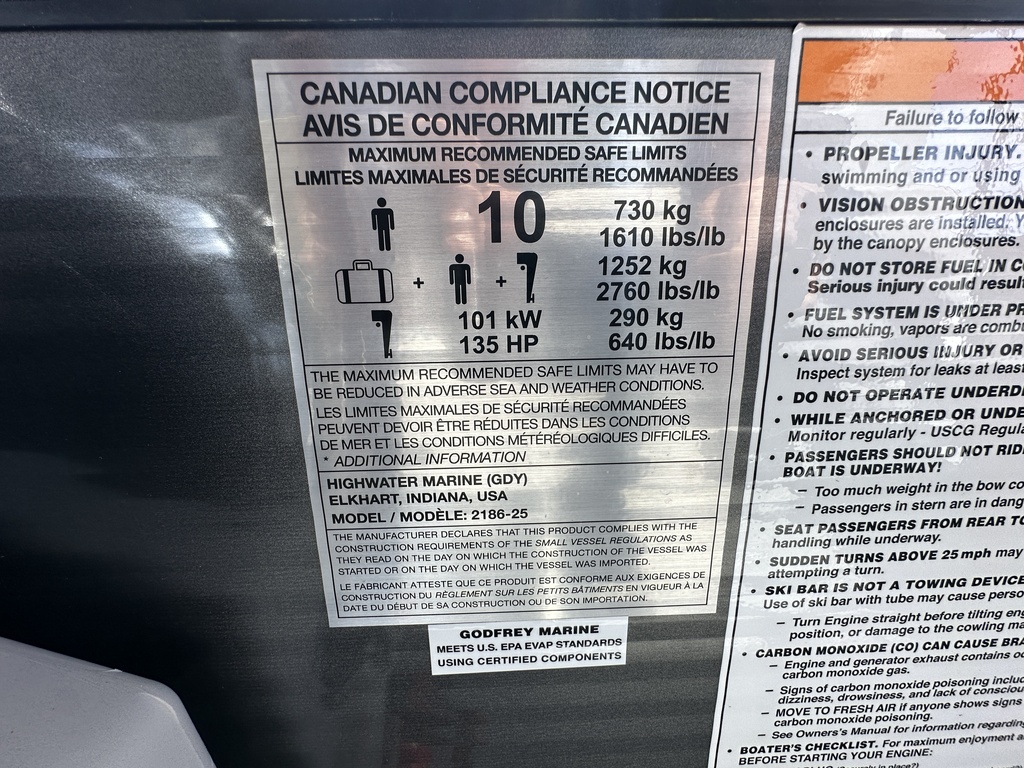 CANADIAN COMPLIANCE NOTICE
AVIS DE CONFORMITÉ CANADIEN
MAXIMUM RECOMMENDED SAFE LIMITS
LIMITES MAXIMALES DE SÉCURITÉ RECOMMANDÉES
10
730 kg
1610 lbs/lb
+ +
1252 kg
2760 lbs/lb
101 kW
290 kg
135 HP
640 lbs/lb
THE MAXIMUM RECOMMENDED SAFE LIMITS MAY HAVE TO
BE REDUCED IN ADVERSE SEA AND WEATHER CONDITIONS.
LES LIMITES MAXIMALES DE SÉCURITÉ RECOMMANDÉES
PEUVENT DEVOIR ÊTRE RÉDUITES DANS LES CONDITIONS
DE MER ET LES CONDITIONS MÉTÉREOLOGIQUES DIFFICILES.
* ADDITIONAL INFORMATION
HIGHWATER MARINE (GDY)
ELKHART, INDIANA, USA
MODEL / MODÈLE: 2186-25
THE MANUFACTURER DECLARES THAT THIS PRODUCT COMPLIES WITH THE
CONSTRUCTION REQUIREMENTS OF THE SMALL VESSEL REGULATIONS AS
THEY READ ON THE DAY ON WHICH THE CONSTRUCTION OF THE VESSEL WAS
STARTED OR ON THE DAY ON WHICH THE VESSEL WAS IMPORTED.
LE FABRICANT ATTESTE QUE CE PRODUIT EST CONFORME AUX EXIGENCES DE
CONSTRUCTION DU RÈGLEMENT SUR LES PETITS BÂTIMENTS EN VIGUEUR À LA
DATE DU DÉBUT DE SA CONSTRUCTION OU DE SON IMPORTATION.
GODFREY MARINE
MEETS U.S. EPA EVAP STANDARDS
USING CERTIFIED COMPONENTS
Failure to follow
• PROPELLER INJURY.
swimming and or using
• VISION OBSTRUCTION
enclosures are installed.
by the canopy enclosures.
• DO NOT STORE FUEL IN
Serious injury could
• FUEL SYSTEM IS UNDER
No smoking, vapors are
• AVOID SERIOUS INJURY OR
Inspect system for leaks at
• DO NOT OPERATE
• WHILE ANCHORED OR
Monitor regularly - USCG
• PASSENGERS SHOULD NOT
BOAT IS UNDERWAY!
– Too much weight in the bow
– Passengers in stern are in
• SEAT PASSENGERS FROM REAR
handling while underway.
• SUDDEN TURNS ABOVE 25 mph may
attempting a turn.
• SKI BAR IS NOT A TOWING DEVICE
Use of ski bar with tube may cause
– Turn Engine straight before tilting
position, or damage to the cowling
• CARBON MONOXIDE (CO) CAN CAUSE
– Engine and generator exhaust contains
carbon monoxide gas.
– Signs of carbon monoxide poisoning
dizziness, drowsiness, and lack of
– MOVE TO FRESH AIR if anyone shows signs
carbon monoxide poisoning.
– See Owner's Manual for information
• BOATER'S CHECKLIST. For maximum enjoyment
BEFORE STARTING YOUR ENGINE: